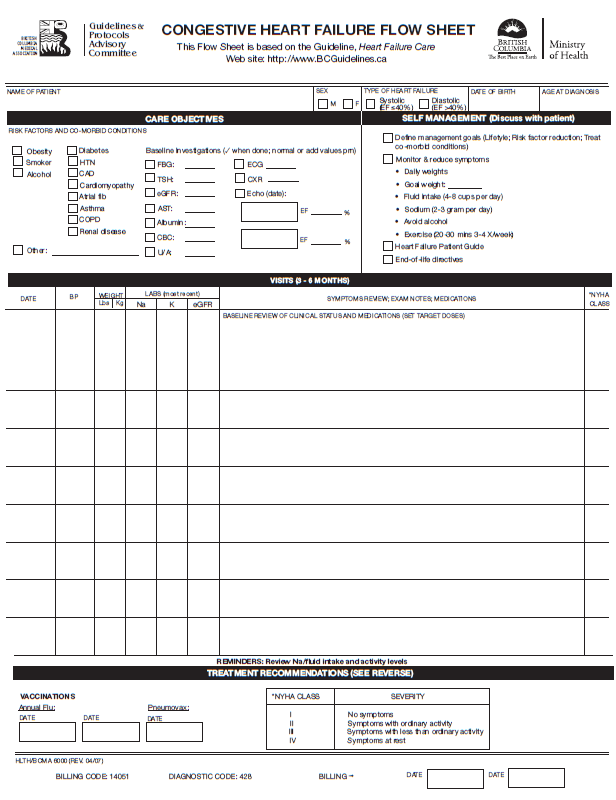 BRITISH
COLUMBIA
MEDICAL
ASSOCIATION
Guidelines &
Protocols
Advisory
Committee
CONGESTIVE HEART FAILURE FLOW SHEET
This Flow Sheet is based on the Guideline, Heart Failure Care
Web site: http://www.BCGuidelines.ca
BRITISH
COLUMBIA
The Best Place on Earth
Ministry
of Health
NAME OF PATIENT
SEX
M F
TYPE OF HEART FAILURE
Systolic
(EF ≤40%)
Diastolic
(EF >40%)
DATE OF BIRTH
AGE AT DIAGNOSIS
CARE OBJECTIVES
SELF MANAGEMENT (Discuss with patient)
RISK FACTORS AND CO-MORBID CONDITIONS
Obesity
Smoker
Alcohol
Diabetes
HTN
CAD
Cardiomyopathy
Atrial fib
Asthma
COPD
Renal disease
Other:
Baseline Investigations (✓ when done; normal or add values prn)
FBG:
TSH:
eGFR:
AST:
Albumin:
CBC:
U/A:
ECG
CXR
Echo (date):
EF %
EF %
Define management goals (Lifetyle; Risk factor reduction; Treat
co-morbid conditions)
Monitor & reduce symptoms
• Daily weights
• Goal weight:
• Fluid Intake (4-8 cups per day)
• Sodium (2-3 gram per day)
• Avoid alcohol
• Exercise (20-30 mins 3-4 X/week)
Heart Failure Patient Guide
End-of-life directives
VISITS (3 - 6 MONTHS)
DATE
BP
WEIGHT
Lbs Kg
LABS (most recent)
Na K eGFR
SYMPTOMS REVIEW; EXAM NOTES; MEDICATIONS
*NYHA
CLASS
BASELINE REVIEW OF CLINICAL STATUS AND MEDICATIONS (SET TARGET DOSES)
REMINDERS: Review Na/fluid intake and activity levels
TREATMENT RECOMMENDATIONS (SEE REVERSE)
VACCINATIONS
Annual Flu:
Pneumovax:
DATE DATE DATE
*NYHA CLASS SEVERITY
I No symptoms
II Symptoms with ordinary activity
III Symptoms with less than ordinary activity
IV Symptoms at rest
HLTH/BCMA 6000 (REV. 04/07)
BILLING CODE: 14061 DIAGNOSTIC CODE: 428 BILLING → DATE DATE